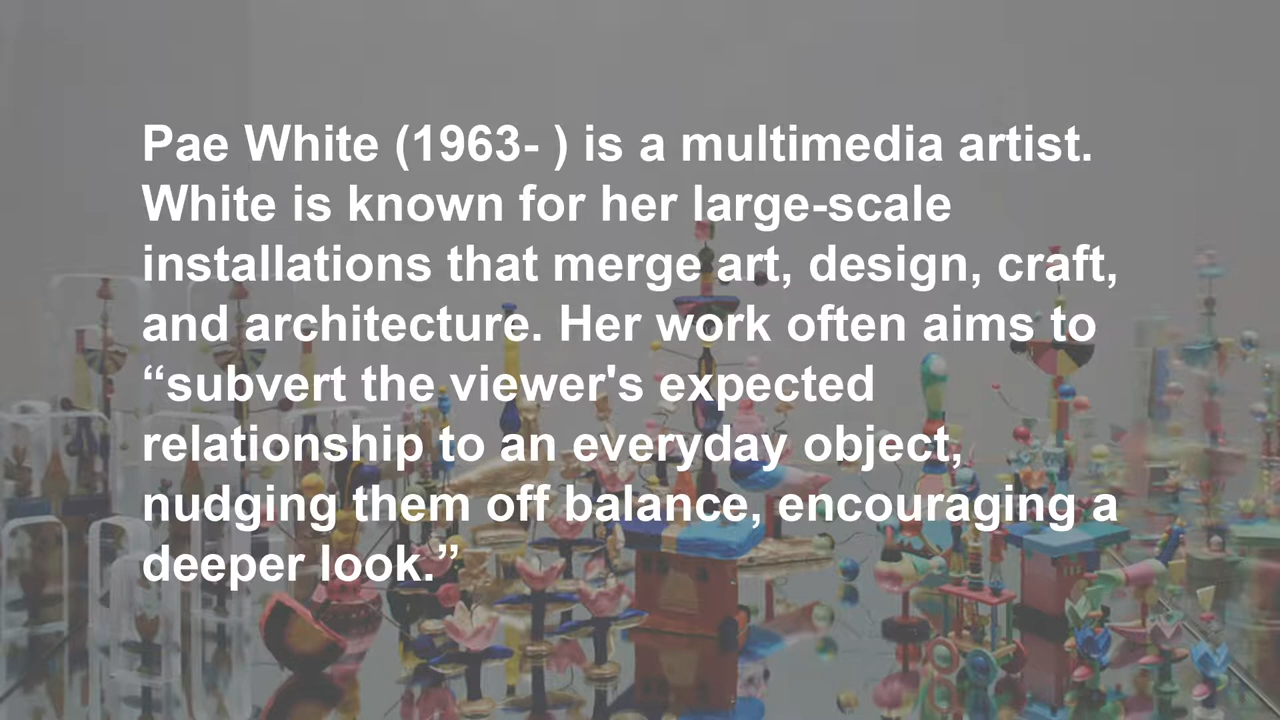 Pae White (1963- ) is a multimedia artist.
White is known for her large-scale
installations that merge art, design, craft,
and architecture. Her work often aims to
“subvert the viewer's expected
relationship to an everyday object,
nudging them off balance, encouraging a
deeper look.”